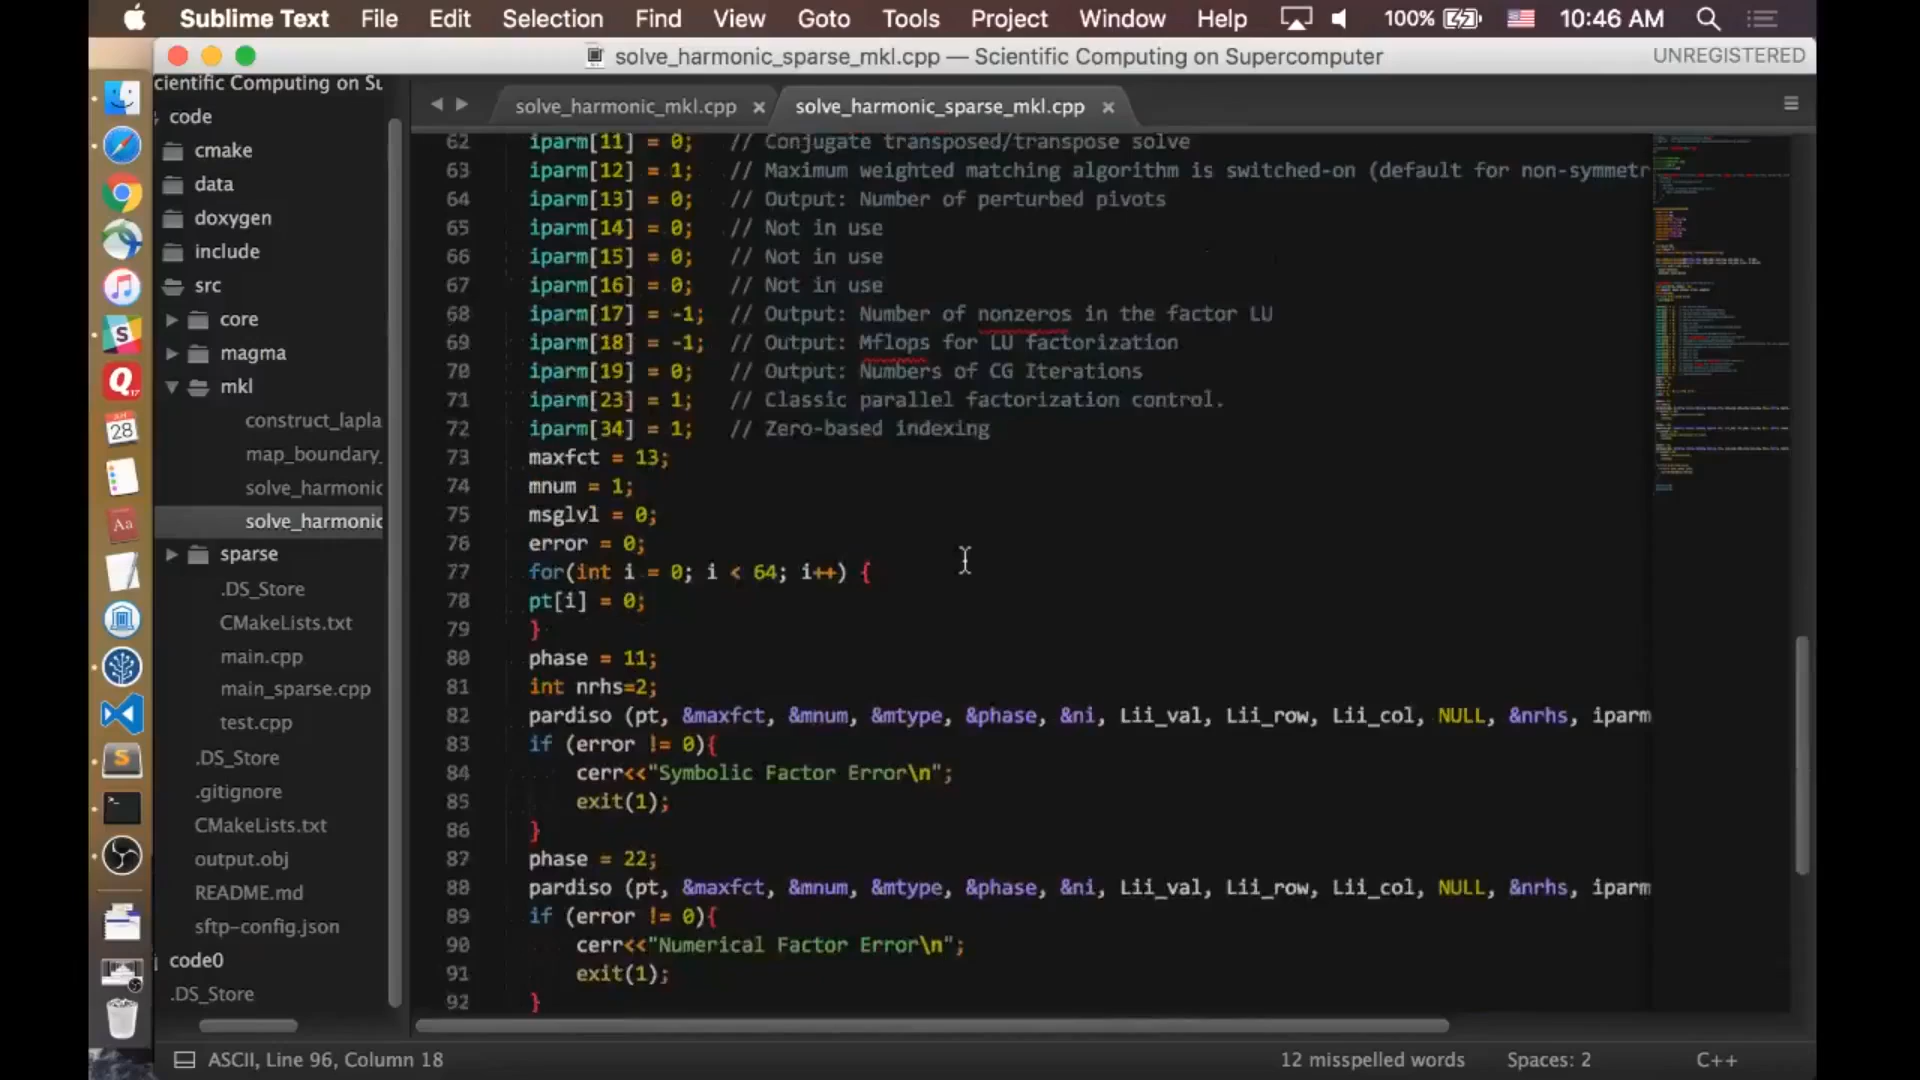 Sublime Text File Edit Selection Find View Goto Tools Project Window Help 100% 10:46 AM
solve_harmonic_sparse_mkl.cpp — Scientific Computing on Supercomputer UNREGISTERED
cientific Computing on Su
code
cmake
data
doxygen
include
src
core
magma
mkl
construct_lapla
map_boundary_
solve_harmonic
solve_harmonic
sparse
.DS_Store
CMakeLists.txt
main.cpp
main_sparse.cpp
test.cpp
.DS_Store
.gitignore
CMakeLists.txt
output.obj
README.md
sftp-config.json
code0
.DS_Store
28
solve_harmonic_mkl.cpp × solve_harmonic_sparse_mkl.cpp ×
62 iparm[11] = 0; // Conjugate transposed/transpose solve
63 iparm[12] = 1; // Maximum weighted matching algorithm is switched-on (default for non-symmetr
64 iparm[13] = 0; // Output: Number of perturbed pivots
65 iparm[14] = 0; // Not in use
66 iparm[15] = 0; // Not in use
67 iparm[16] = 0; // Not in use
68 iparm[17] = -1; // Output: Number of nonzeros in the factor LU
69 iparm[18] = -1; // Output: Mflops for LU factorization
70 iparm[19] = 0; // Output: Numbers of CG Iterations
71 iparm[23] = 1; // Classic parallel factorization control.
72 iparm[34] = 1; // Zero-based indexing
73 maxfct = 13;
74 mnum = 1;
75 msglvl = 0;
76 error = 0;
77 for(int i = 0; i < 64; i++) {
78 pt[i] = 0;
79 }
80 phase = 11;
81 int nrhs=2;
82 pardiso (pt, &maxfct, &mnum, &mtype, &phase, &ni, Lii_val, Lii_row, Lii_col, NULL, &nrhs, iparm
83 if (error != 0){
84 cerr<<"Symbolic Factor Error\n";
85 exit(1);
86 }
87 phase = 22;
88 pardiso (pt, &maxfct, &mnum, &mtype, &phase, &ni, Lii_val, Lii_row, Lii_col, NULL, &nrhs, iparm
89 if (error != 0){
90 cerr<<"Numerical Factor Error\n";
91 exit(1);
92 }
ASCII, Line 96, Column 18 12 misspelled words Spaces: 2 C++